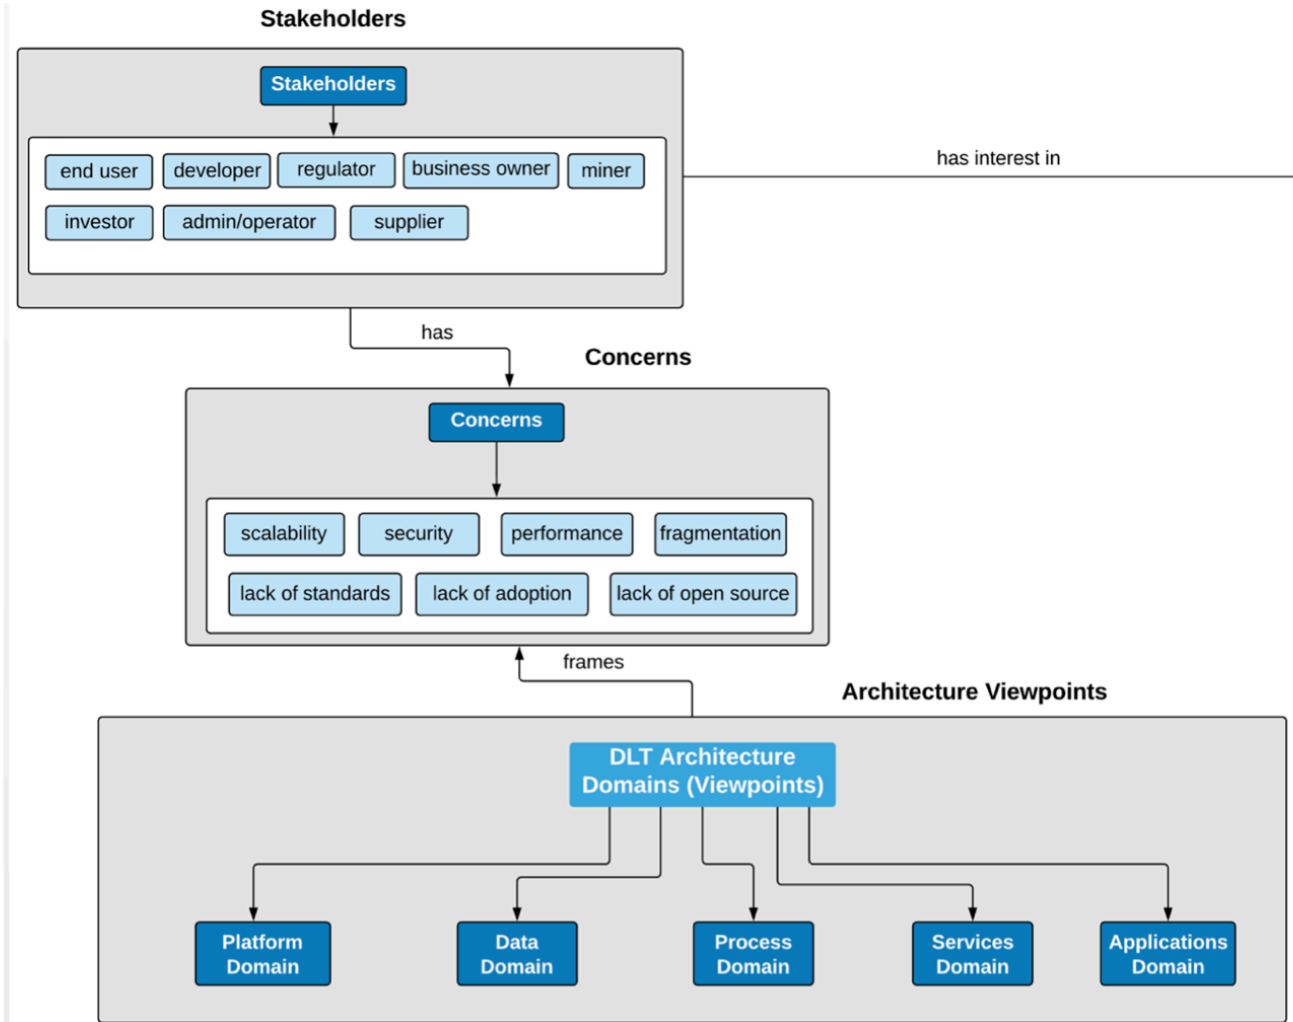 Stakeholders
Stakeholders
end user
developer
regulator
business owner
miner
investor
admin/operator
supplier
has interest in
has
Concerns
Concerns
scalability
security
performance
fragmentation
lack of standards
lack of adoption
lack of open source
frames
Architecture Viewpoints
DLT Architecture
Domains (Viewpoints)
Platform
Domain
Data
Domain
Process
Domain
Services
Domain
Applications
Domain